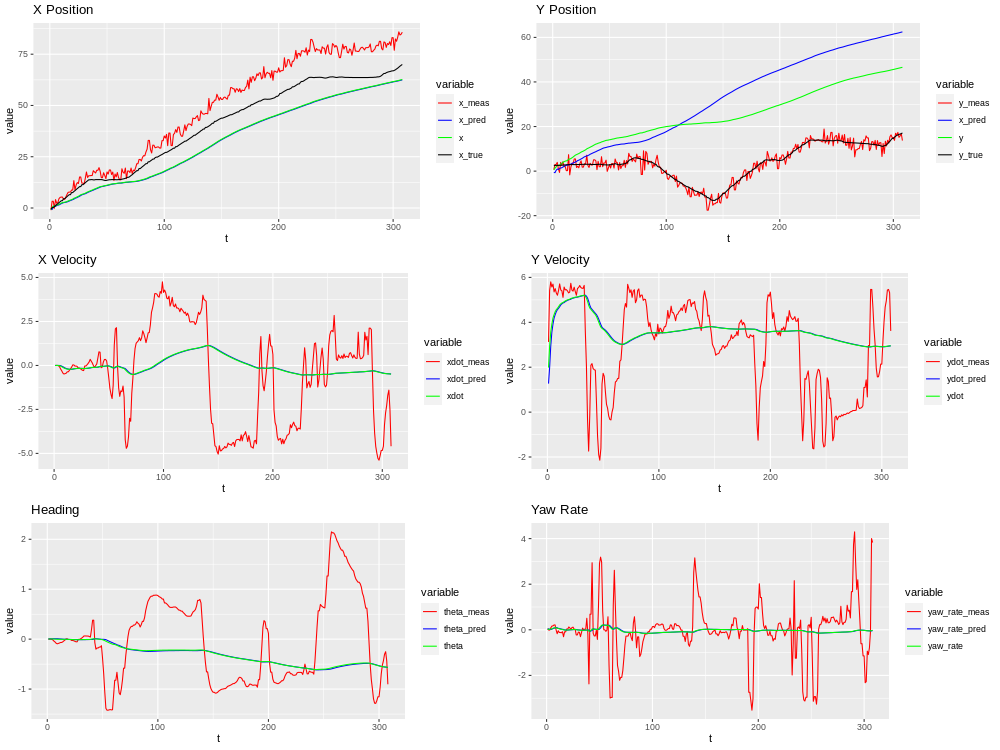 X Position
value
75
50
25
0
0
100
200
300
t
variable
x_meas
x_pred
x
x_true
Y Position
value
60
40
20
0
-20
0
100
200
300
t
variable
y_meas
x_pred
y
y_true
X Velocity
value
5.0
2.5
0.0
-2.5
-5.0
0
100
200
300
t
variable
xdot_meas
xdot_pred
xdot
Y Velocity
value
6
4
2
0
-2
0
100
200
300
t
variable
ydot_meas
ydot_pred
ydot
Heading
value
2
1
0
-1
0
100
200
300
t
variable
theta_meas
theta_pred
theta
Yaw Rate
value
4
2
0
-2
0
100
200
300
t
variable
yaw_rate_meas
yaw_rate_pred
yaw_rate